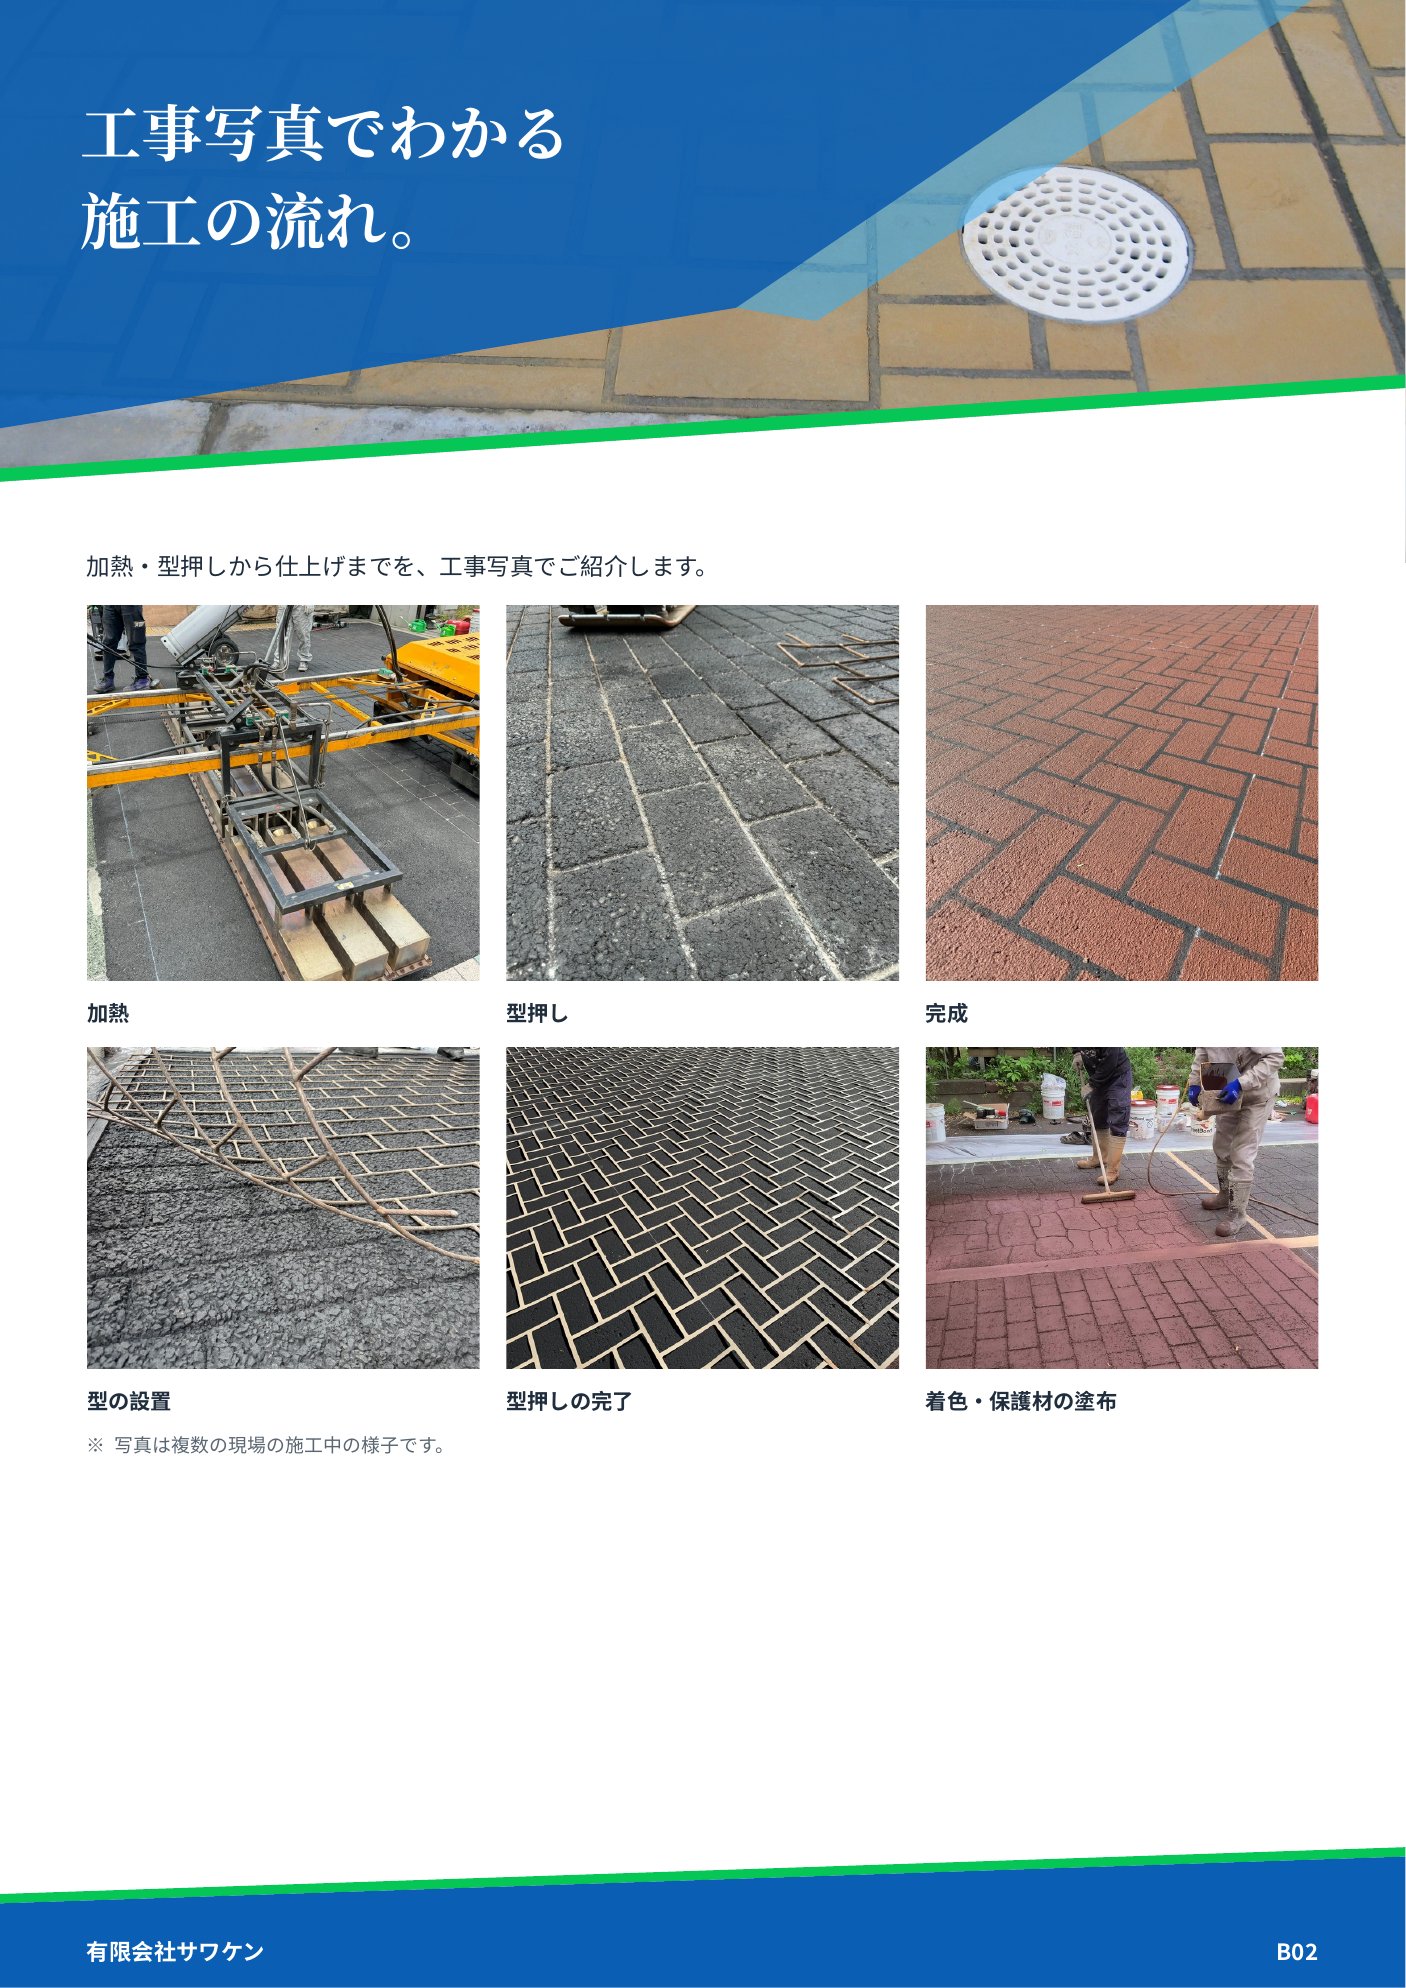 工事写真でわかる
施工の流れ。
加熱・型押しから仕上げまでを、工事写真でご紹介します。
加熱
型押し
完成
型の設置
型押しの完了
着色・保護材の塗布
※ 写真は複数の現場の施工中の様子です。
有限会社サワケン
B02